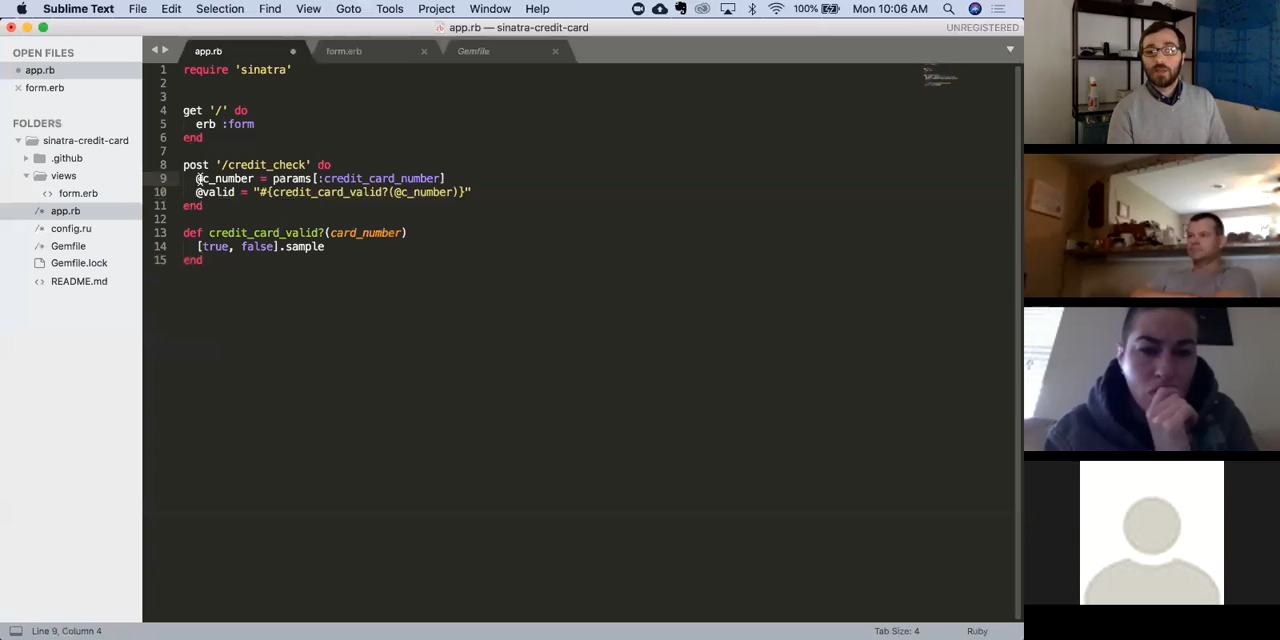 Sublime Text File Edit Selection Find View Goto Tools Project Window Help 100% Mon 10:06 AM
app.rb — sinatra-credit-card UNREGISTERED
OPEN FILES
app.rb
form.erb
FOLDERS
sinatra-credit-card
.github
views
form.erb
app.rb
config.ru
Gemfile
Gemfile.lock
README.md
app.rb form.erb Gemfile
1 require 'sinatra'
2
3
4 get '/' do
5 erb :form
6 end
7
8 post '/credit_check' do
9 @c_number = params[:credit_card_number]
10 @valid = "#{credit_card_valid?(@c_number)}"
11 end
12
13 def credit_card_valid?(card_number)
14 [true, false].sample
15 end
Line 9, Column 4 Tab Size: 4 Ruby